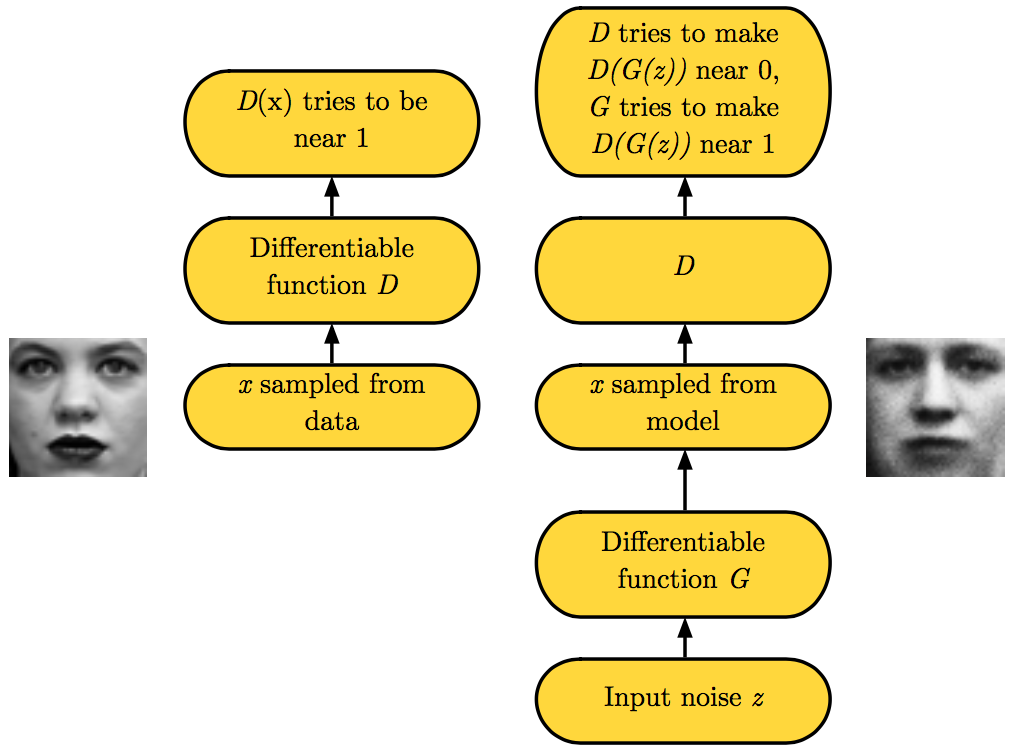 D(x) tries to be
near 1
Differentiable
function D
x sampled from
data
D tries to make
D(G(z)) near 0,
G tries to make
D(G(z)) near 1
D
x sampled from
model
Differentiable
function G
Input noise z